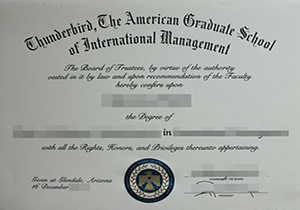 Thunderbird, The American Graduate School
of International Management
The Board of Trustees, by virtue of the authority
vested in it by law and upon recommendation of the Faculty
hereby confers upon
the Degree of
in
with all the Rights, Honors, and Privileges thereunto appertaining.
Given at Glendale, Arizona
16 December